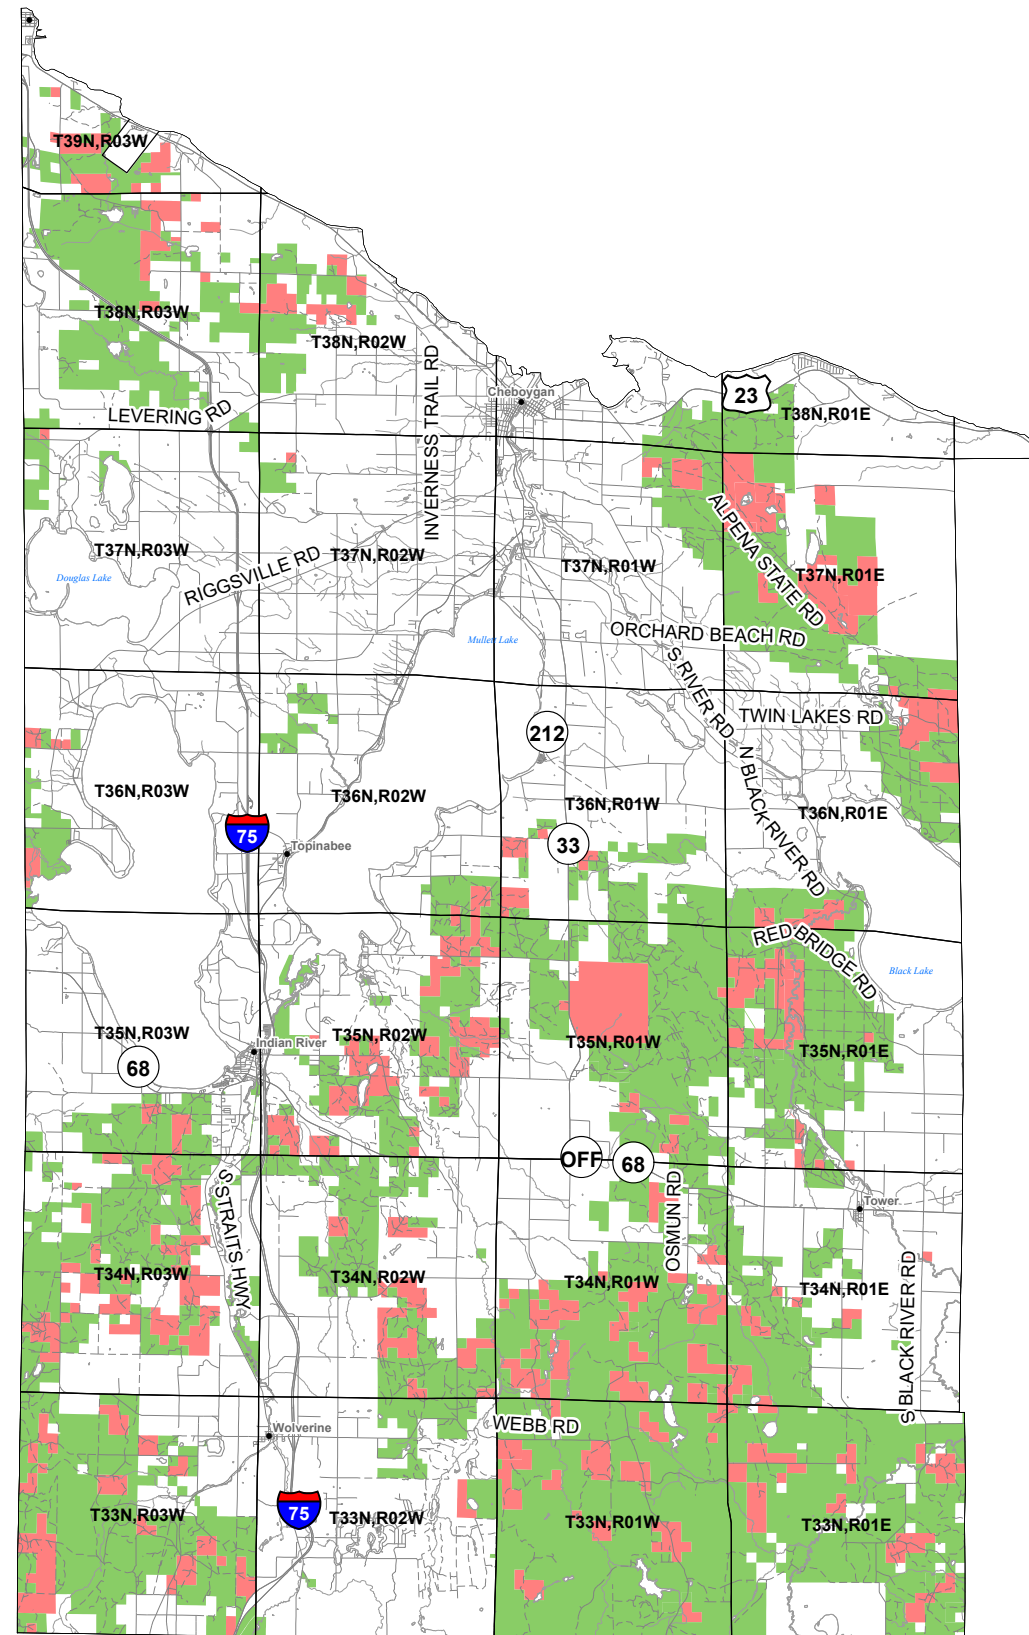 T39N,R03W
T38N,R03W
T38N,R02W
INVERNESS TRAIL RD
Cheboygan
23
T38N,R01E
LEVERING RD
ALPENA STATE RD
T37N,R03W
T37N,R02W
Douglas Lake
RIGGSVILLE RD
T37N,R01W
T37N,R01E
Mullett Lake
ORCHARD BEACH RD
S RIVER RD
TWIN LAKES RD
212
N BLACK RIVER RD
T36N,R03W
T36N,R02W
T36N,R01W
T36N,R01E
75
33
Topinabee
RED BRIDGE RD
Black Lake
T35N,R03W
T35N,R02W
Indian River
T35N,R01W
T35N,R01E
68
OFF
68
S STRAITS HWY
OSMUN RD
Tower
T34N,R03W
T34N,R02W
T34N,R01W
T34N,R01E
S BLACK RIVER RD
Wolverine
WEBB RD
75
T33N,R03W
T33N,R02W
T33N,R01W
T33N,R01E